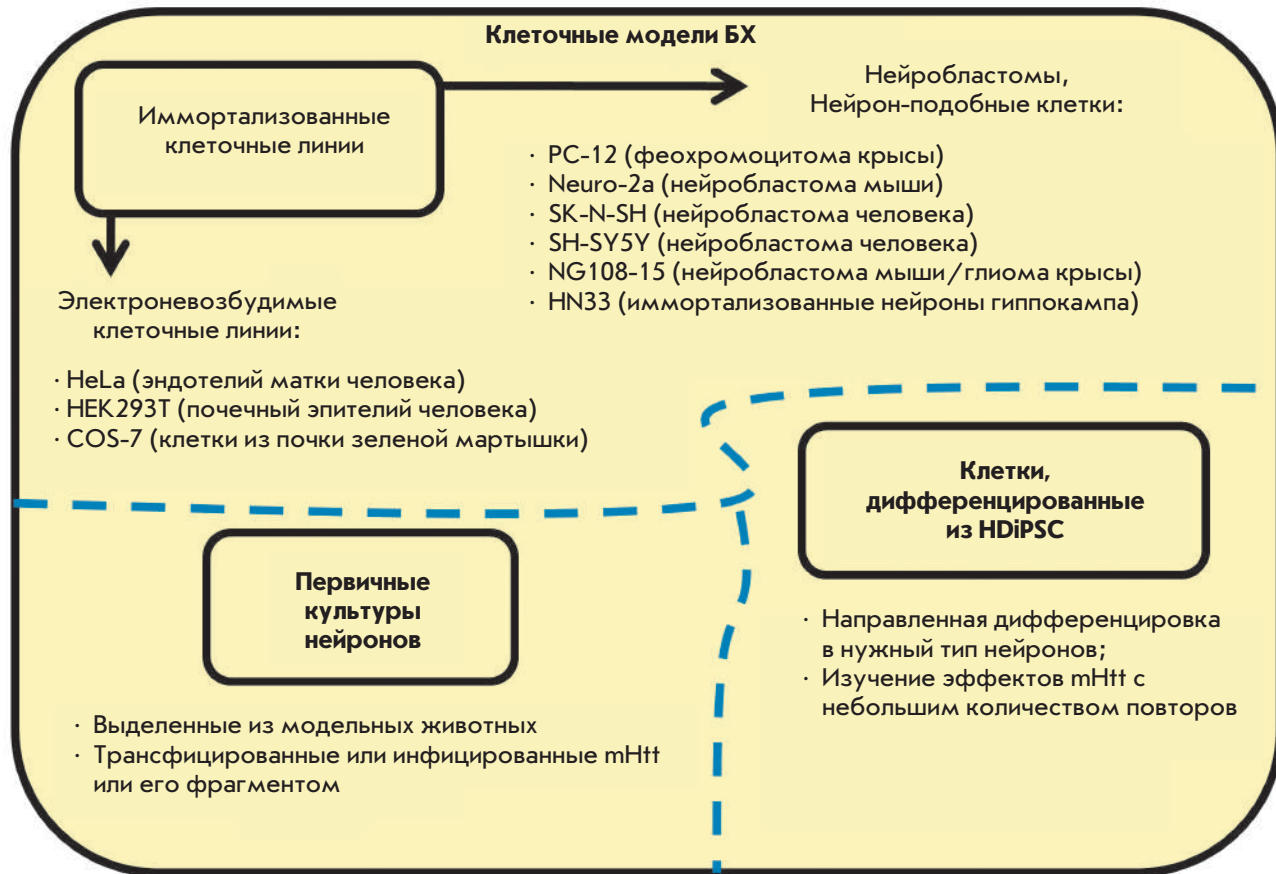 Клеточные модели БХ
Иммортализованные
клеточные линии
Нейробластомы,
Нейрон-подобные клетки:
· PC-12 (феохромоцитома крысы)
· Neuro-2a (нейробластома мыши)
· SK-N-SH (нейробластома человека)
· SH-SY5Y (нейробластома человека)
· NG108-15 (нейробластома мыши/глиома крысы)
· HN33 (иммортализованные нейроны гиппокампа)
Электроневозбудимые
клеточные линии:
· HeLa (эндотелий матки человека)
· HEK293T (почечный эпителий человека)
· COS-7 (клетки из почки зеленой мартышки)
Клетки,
дифференцированные
из HDiPSC
· Направленная дифференцировка
в нужный тип нейронов;
· Изучение эффектов mHtt с
небольшим количеством повторов
Первичные
культуры
нейронов
· Выделенные из модельных животных
· Трансфицированные или инфицированные mHtt
или его фрагментом